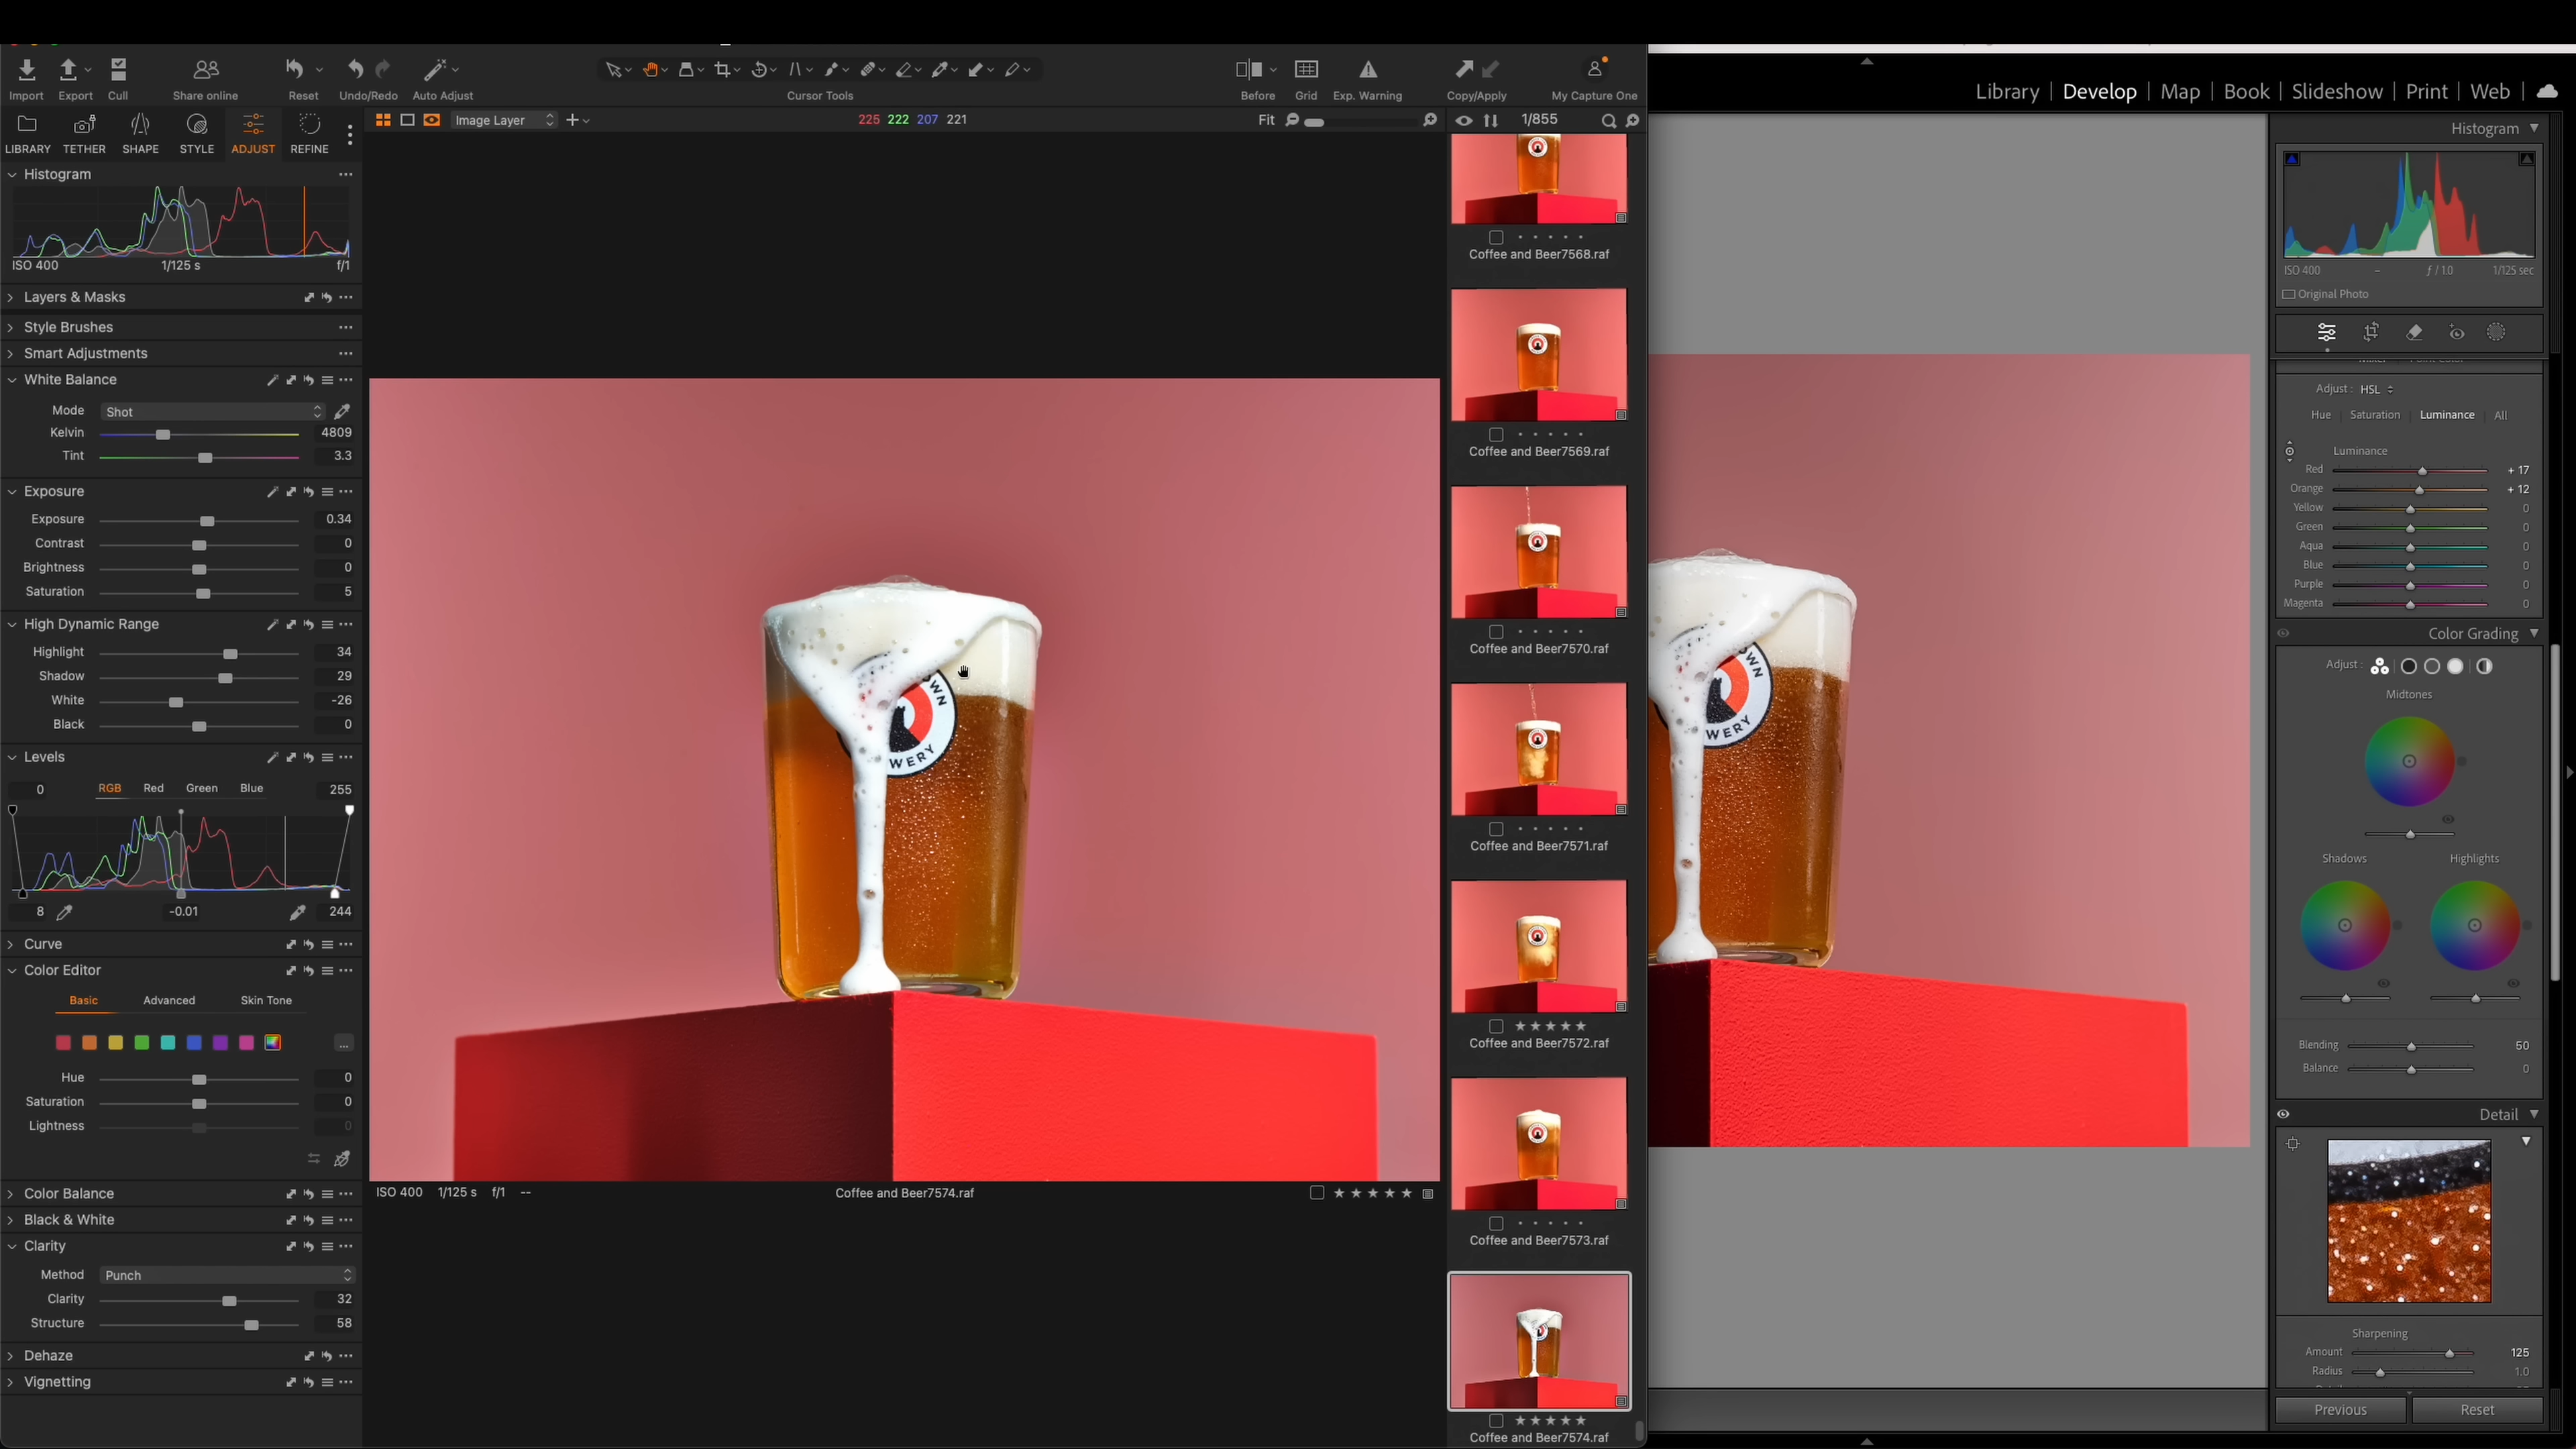 Import Export Cull Share online Reset Undo/Redo Auto Adjust Cursor Tools Before Grid Exp. Warning Copy/Apply My Capture One
LIBRARY TETHER SHAPE STYLE ADJUST REFINE
Image Layer
225 222 207 221
Fit
1/855
Histogram
ISO 400 1/125 s f/1
Layers & Masks
Style Brushes
Smart Adjustments
White Balance
Mode Shot
Kelvin 4809
Tint 3.3
Exposure
Exposure 0.34
Contrast 0
Brightness 0
Saturation 5
High Dynamic Range
Highlight 34
Shadow 29
White -26
Black 0
Levels
0 RGB Red Green Blue 255
8 -0.01 244
Curve
Color Editor
Basic Advanced Skin Tone
...
Hue 0
Saturation 0
Lightness 0
Color Balance
Black & White
Clarity
Method Punch
Clarity 32
Structure 58
Dehaze
Vignetting
OWN
WERY
ISO 400 1/125 s f/1 --
Coffee and Beer7574.raf
Coffee and Beer7568.raf
Coffee and Beer7569.raf
Coffee and Beer7570.raf
Coffee and Beer7571.raf
Coffee and Beer7572.raf
Coffee and Beer7573.raf
Coffee and Beer7574.raf
OWN
WERY
Library | Develop | Map | Book | Slideshow | Print | Web |
Histogram
ISO 400 – ƒ / 1.0 1/125 sec
Original Photo
Adjust : HSL
Hue Saturation Luminance All
Luminance
Red + 17
Orange + 12
Yellow 0
Green 0
Aqua 0
Blue 0
Purple 0
Magenta 0
Color Grading
Adjust :
Midtones
Shadows Highlights
Blending 50
Balance 0
Detail
Sharpening
Amount 125
Radius 1.0
Previous Reset